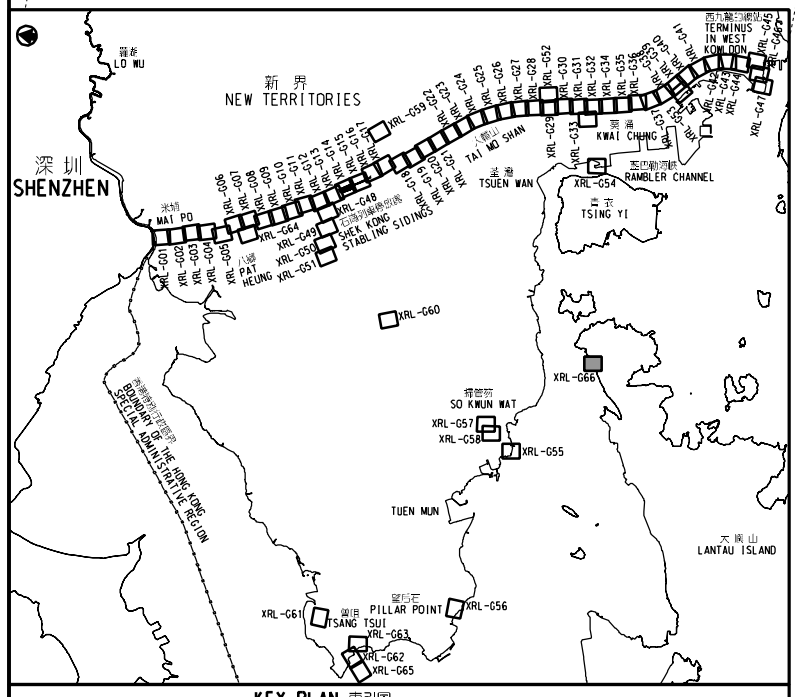 西九龍總站
TERMINUS
IN WEST
KOWLOON
XRL-G45
XRL-G46
XRL-G47
XRL-G44
XRL-G43
XRL-G42
XRL-G41
XRL-G40
XRL-G39
XRL-G37
XRL-G36
XRL-G35
XRL-G34
XRL-G33
XRL-G32
XRL-G31
XRL-G30
XRL-G29
XRL-G52
XRL-G28
XRL-G27
XRL-G26
XRL-G25
XRL-G24
XRL-G23
XRL-G22
XRL-G21
XRL-G20
XRL-G19
XRL-G18
XRL-G59
XRL-G17
XRL-G16
XRL-G15
XRL-G14
XRL-G13
XRL-G12
XRL-G11
XRL-G10
XRL-G09
XRL-G08
XRL-G07
XRL-G06
XRL-G05
XRL-G04
XRL-G03
XRL-G02
XRL-G01
羅湖
LO WU
新 界
NEW TERRITORIES
深 圳
SHENZHEN
米埔
MAI PO
TAI MO SHAN
葵 涌
KWAI CHUNG
荃 灣
TSUEN WAN
藍巴勒海峽
RAMBLER CHANNEL
XRL-G54
青 衣
TSING YI
XRL-G64
八鄉
PAT
HEUNG
XRL-G48
XRL-G49
XRL-G50
XRL-G51
石崗列車停放處
SHEK KONG
STABLING SIDINGS
XRL-G60
XRL-G66
掃管笏
SO KWUN WAT
XRL-G57
XRL-G58
XRL-G55
香港特別行政區界
BOUNDARY OF THE HONG KONG
SPECIAL ADMINISTRATIVE REGION
TUEN MUN
大 嶼 山
LANTAU ISLAND
望后石
PILLAR POINT
XRL-G56
XRL-G61
曾咀
TSANG TSUI
XRL-G63
XRL-G62
XRL-G65
KEY PLAN 索引圖